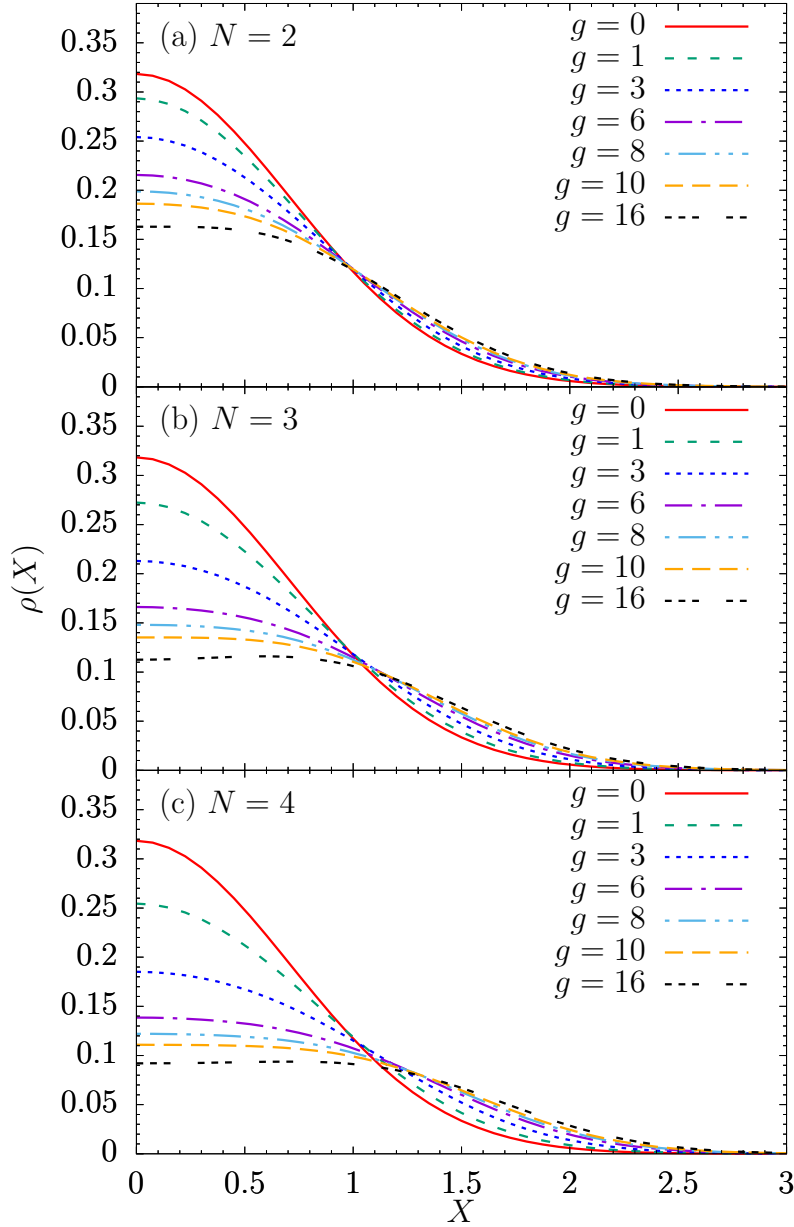 (a) N = 2
g = 0
g = 1
g = 3
g = 6
g = 8
g = 10
g = 16
0.35
0.3
0.25
0.2
0.15
0.1
0.05
0
(b) N = 3
g = 0
g = 1
g = 3
g = 6
g = 8
g = 10
g = 16
0.35
0.3
0.25
0.2
0.15
0.1
0.05
0
ρ(X)
(c) N = 4
g = 0
g = 1
g = 3
g = 6
g = 8
g = 10
g = 16
0.35
0.3
0.25
0.2
0.15
0.1
0.05
0
0 0.5 1 1.5 2 2.5 3
X